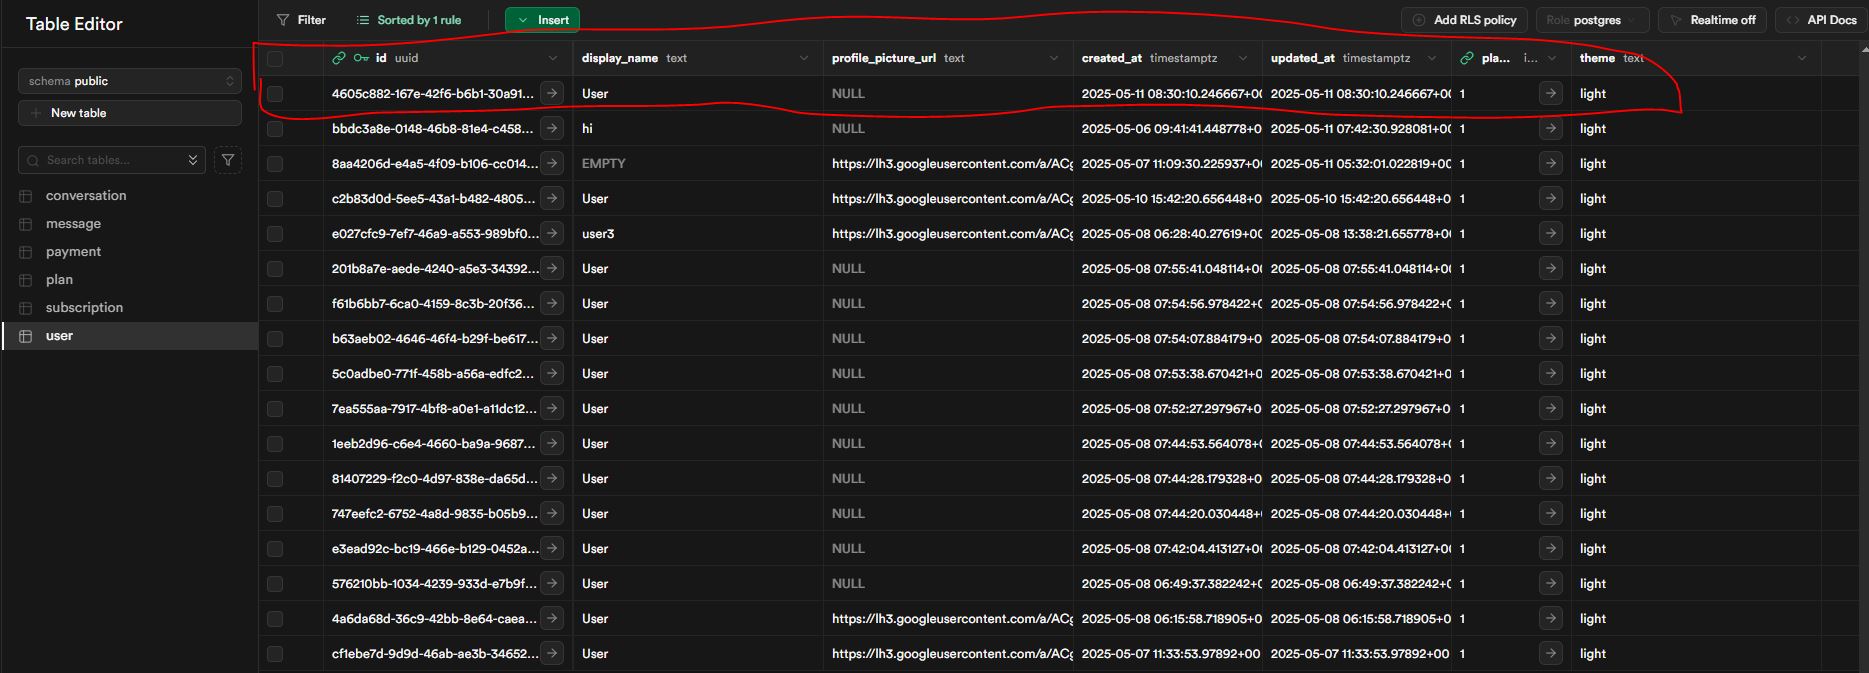 Table Editor
Filter Sorted by 1 rule Insert Add RLS policy Role postgres Realtime off API Docs
schema public
New table
Search tables...
conversation
message
payment
plan
subscription
user
id uuid display_name text profile_picture_url text created_at timestamptz updated_at timestamptz pla... i... theme text
4605c882-167e-42f6-b6b1-30a91... User NULL 2025-05-11 08:30:10.246667+00 2025-05-11 08:30:10.246667+00 1 light
bbdc3a8e-0148-46b8-81e4-c458... hi NULL 2025-05-06 09:41:41.448778+0 2025-05-11 07:42:30.928081+0 1 light
8aa4206d-e4a5-4f09-b106-cc014... EMPTY https://lh3.googleusercontent.com/a/ACg 2025-05-07 11:09:30.225937+00 2025-05-11 05:32:01.022819+00 1 light
c2b83d0d-5ee5-43a1-b482-4805... User https://lh3.googleusercontent.com/a/ACg 2025-05-10 15:42:20.656448+0 2025-05-10 15:42:20.656448+0 1 light
e027cfc9-7ef7-46a9-a553-989bf0... user3 https://lh3.googleusercontent.com/a/ACg 2025-05-08 06:28:40.27619+00 2025-05-08 13:38:21.655778+00 1 light
201b8a7e-aede-4240-a5e3-34392... User NULL 2025-05-08 07:55:41.048114+00 2025-05-08 07:55:41.048114+00 1 light
f61b6bb7-6ca0-4159-8c3b-20f36... User NULL 2025-05-08 07:54:56.978422+0 2025-05-08 07:54:56.978422+0 1 light
b63aeb02-4646-46f4-b29f-be617... User NULL 2025-05-08 07:54:07.884179+0 2025-05-08 07:54:07.884179+0 1 light
5c0adbe0-771f-458b-a56a-edfc2... User NULL 2025-05-08 07:53:38.670421+0 2025-05-08 07:53:38.670421+0 1 light
7ea555aa-7917-4bf8-a0e1-a11dc12... User NULL 2025-05-08 07:52:27.297967+0 2025-05-08 07:52:27.297967+0 1 light
1eeb2d96-c6e4-4660-ba9a-9687... User NULL 2025-05-08 07:44:53.564078+ 2025-05-08 07:44:53.564078+ 1 light
81407229-f2c0-4d97-838e-da65d... User NULL 2025-05-08 07:44:28.179328+0 2025-05-08 07:44:28.179328+0 1 light
747eefc2-6752-4a8d-9835-b05b9... User NULL 2025-05-08 07:44:20.030448+ 2025-05-08 07:44:20.030448+ 1 light
e3ead92c-bc19-466e-b129-0452a... User NULL 2025-05-08 07:42:04.413127+00 2025-05-08 07:42:04.413127+00 1 light
576210bb-1034-4239-933d-e7b9f... User NULL 2025-05-08 06:49:37.382242+0 2025-05-08 06:49:37.382242+0 1 light
4a6da68d-36c9-42bb-8e64-caea... User https://lh3.googleusercontent.com/a/ACg 2025-05-08 06:15:58.718905+0 2025-05-08 06:15:58.718905+0 1 light
cf1ebe7d-9d9d-46ab-ae3b-34652... User https://lh3.googleusercontent.com/a/ACg 2025-05-07 11:33:53.97892+00 2025-05-07 11:33:53.97892+00 1 light